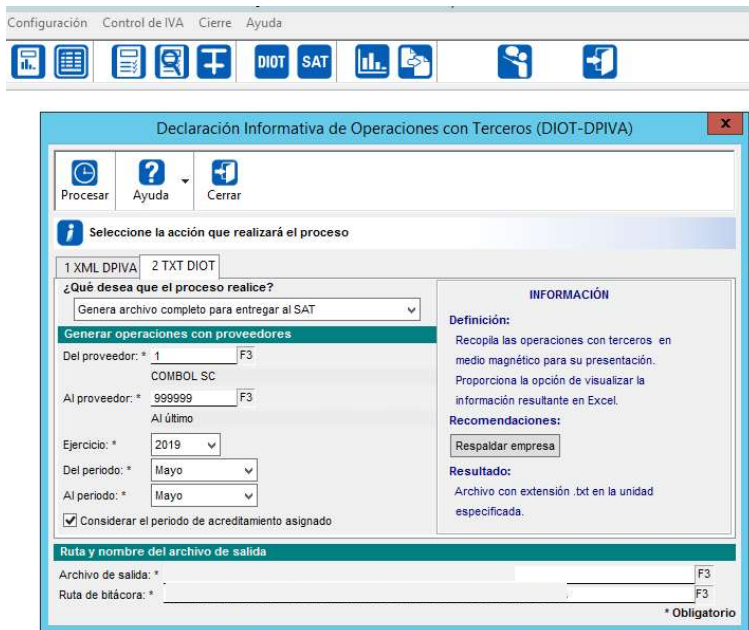 Configuración Control de IVA Cierre Ayuda
DIOT SAT
Declaración Informativa de Operaciones con Terceros (DIOT-DPIVA)
x
Procesar Ayuda Cerrar
Seleccione la acción que realizará el proceso
1 XML DPIVA 2 TXT DIOT
¿Qué desea que el proceso realice?
Genera archivo completo para entregar al SAT
Generar operaciones con proveedores
Del proveedor: * 1 F3
COMBOL SC
Al proveedor: * 999999 F3
Al último
Ejercicio: * 2019
Del periodo: * Mayo
Al periodo: * Mayo
Considerar el periodo de acreditamiento asignado
INFORMACIÓN
Definición:
Recopila las operaciones con terceros en
medio magnético para su presentación.
Proporciona la opción de visualizar la
información resultante en Excel.
Recomendaciones:
Respaldar empresa
Resultado:
Archivo con extensión .txt en la unidad
especificada.
Ruta y nombre del archivo de salida
Archivo de salida: * F3
Ruta de bitácora: * F3
* Obligatorio